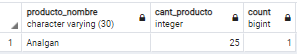 producto_nombre cant_producto count
character varying (30) integer bigint
1 Analgan 25 1